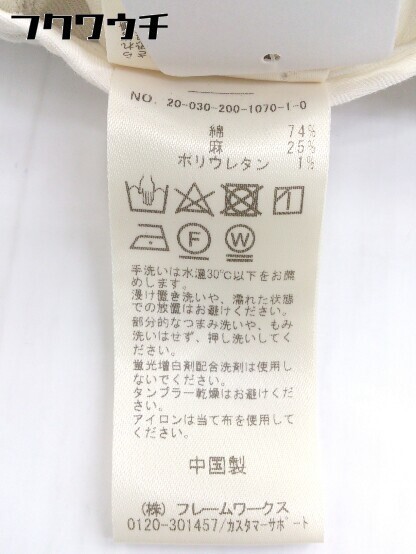 フクウウチ
NO. 20-030-200-1070-1-0
綿 74%
麻 25%
ポリウレタン 1%
F W
手洗いは水温30℃以下をお薦
めします。
浸け置き洗いや、濡れた状態
での放置はお避けください。
部分的なつまみ洗いや、もみ
洗いはせず、押し洗いしてく
ださい。
蛍光増白剤配合洗剤は使用し
ないでください。
タンブラー乾燥はお避けくだ
さい。
アイロンは当て布を使用して
ください。
中国製
(株) フレームワークス
0120-301457/カスタマーサポート